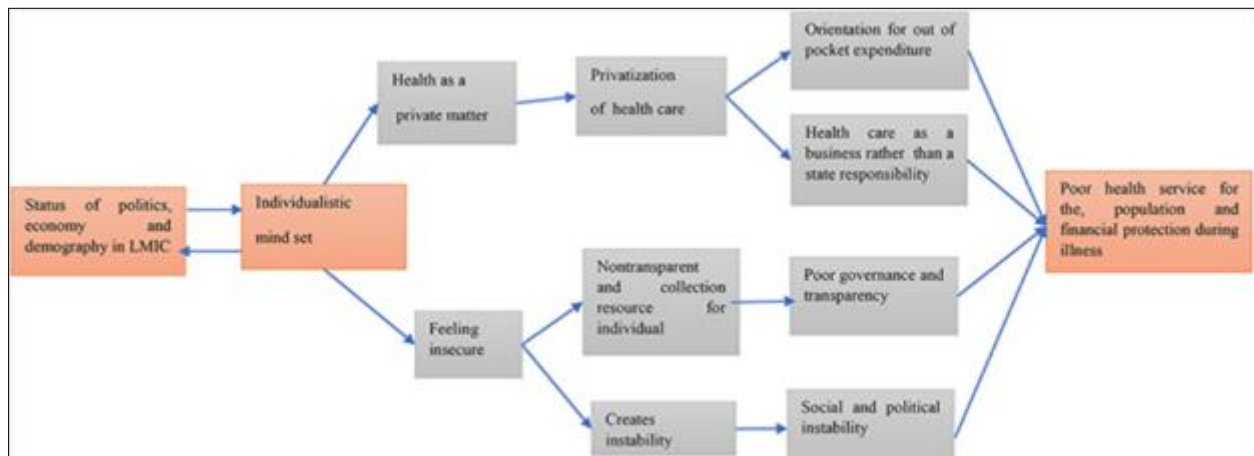 Status of politics,
economy and
demography in LMIC
Individualistic
mind set
Health as a
private matter
Privatization
of health care
Orientation for out of
pocket expenditure
Health care as a
business rather than a
state responsibility
Feeling
insecure
Nontransparent
and collection
resource for
individual
Poor governance and
transparency
Creates
instability
Social and political
instability
Poor health service for
the, population and
financial protection during
illness